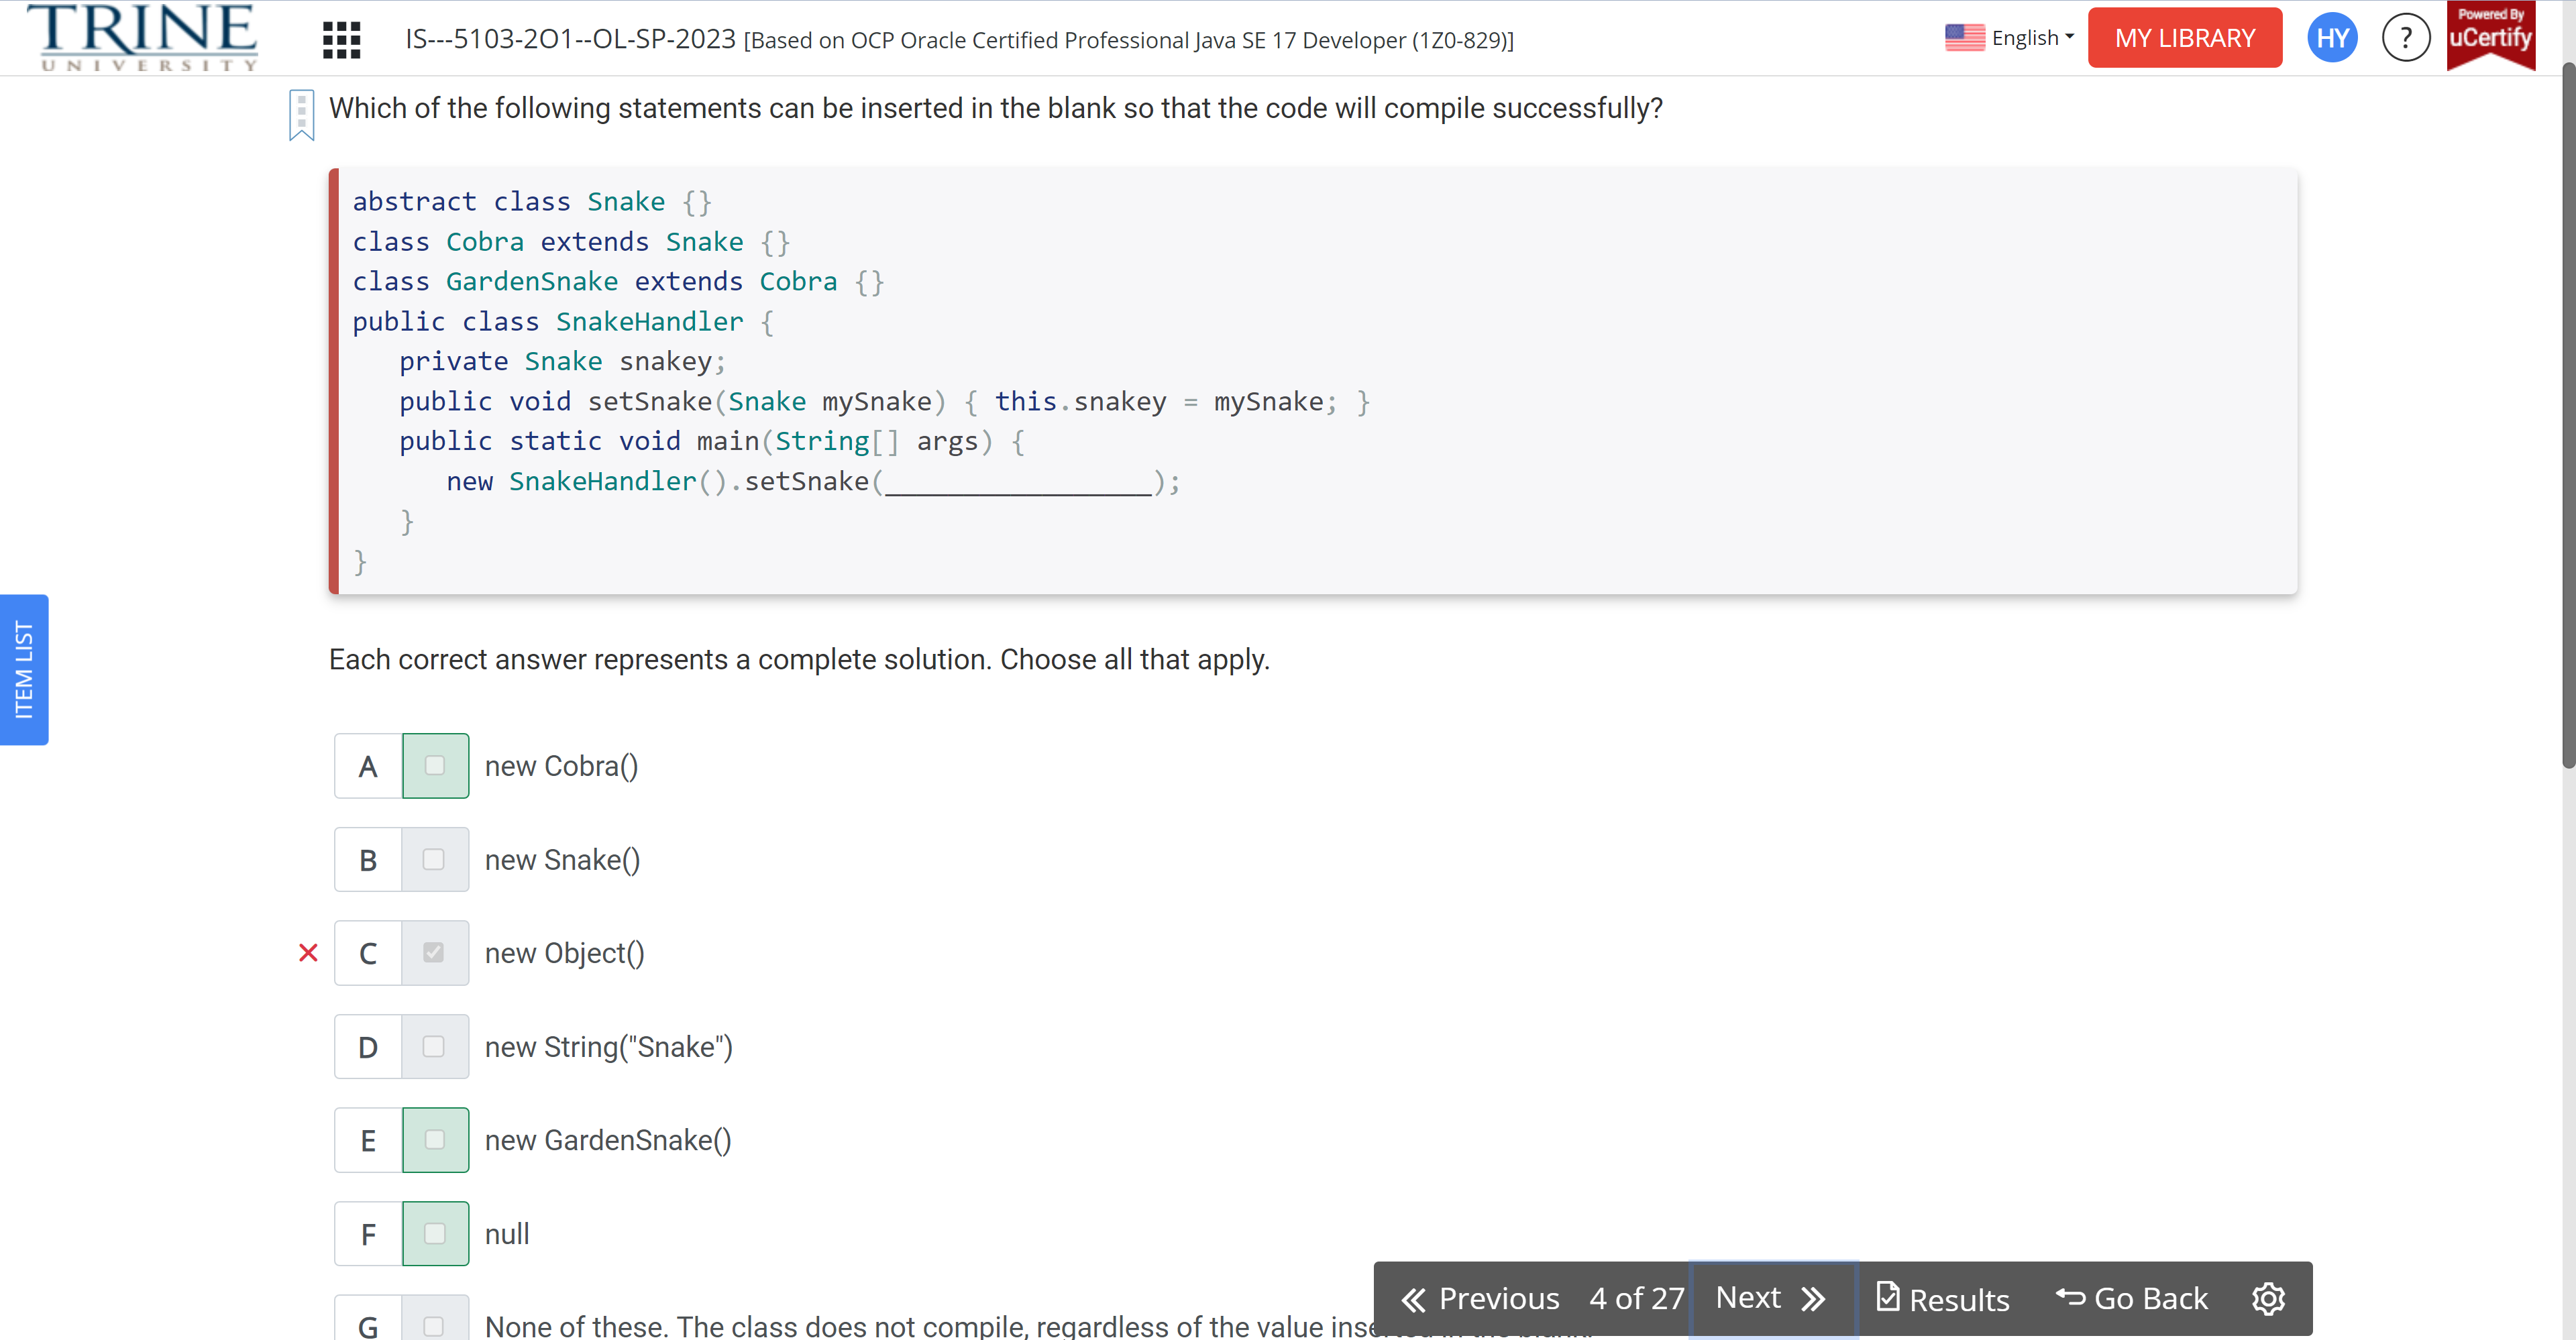 TRINE
UNIVERSITY
IS---5103-2O1--OL-SP-2023 [Based on OCP Oracle Certified Professional Java SE 17 Developer (1Z0-829)]
English
MY LIBRARY
HY
?
Powered By
uCertify
Which of the following statements can be inserted in the blank so that the code will compile successfully?
abstract class Snake {}
class Cobra extends Snake {}
class GardenSnake extends Cobra {}
public class SnakeHandler {
private Snake snakey;
public void setSnake(Snake mySnake) { this.snakey = mySnake; }
public static void main(String[] args) {
new SnakeHandler().setSnake(_________________);
}
}
ITEM LIST
Each correct answer represents a complete solution. Choose all that apply.
A new Cobra()
B new Snake()
C new Object()
D new String("Snake")
E new GardenSnake()
F null
G None of these. The class does not compile, regardless of the value inserted in the blank.
Previous 4 of 27 Next Results Go Back